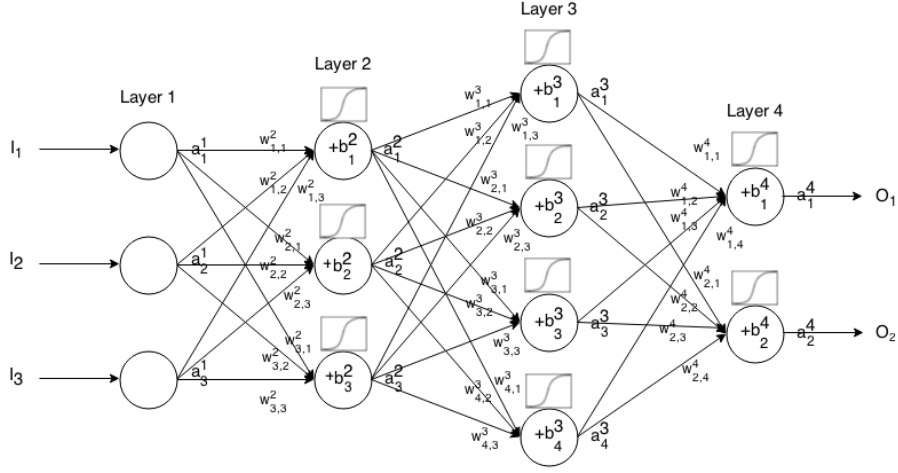 Layer 3
Layer 2
Layer 1
Layer 4
I₁
I₂
I₃
a¹₁
a¹₂
a¹₃
w²₁,₁
w²₁,₂
w²₁,₃
w²₂,₁
w²₂,₂
w²₂,₃
w²₃,₁
w²₃,₂
w²₃,₃
+b²₁
+b²₂
+b²₃
a²₁
a²₂
a²₃
w³₁,₁
w³₁,₂
w³₁,₃
w³₂,₁
w³₂,₂
w³₂,₃
w³₃,₁
w³₃,₂
w³₃,₃
w³₄,₁
w³₄,₂
w³₄,₃
+b³₁
+b³₂
+b³₃
+b³₄
a³₁
a³₂
a³₃
a³₄
w⁴₁,₁
w⁴₁,₂
w⁴₁,₃
w⁴₁,₄
w⁴₂,₁
w⁴₂,₂
w⁴₂,₃
w⁴₂,₄
+b⁴₁
+b⁴₂
a⁴₁
a⁴₂
O₁
O₂